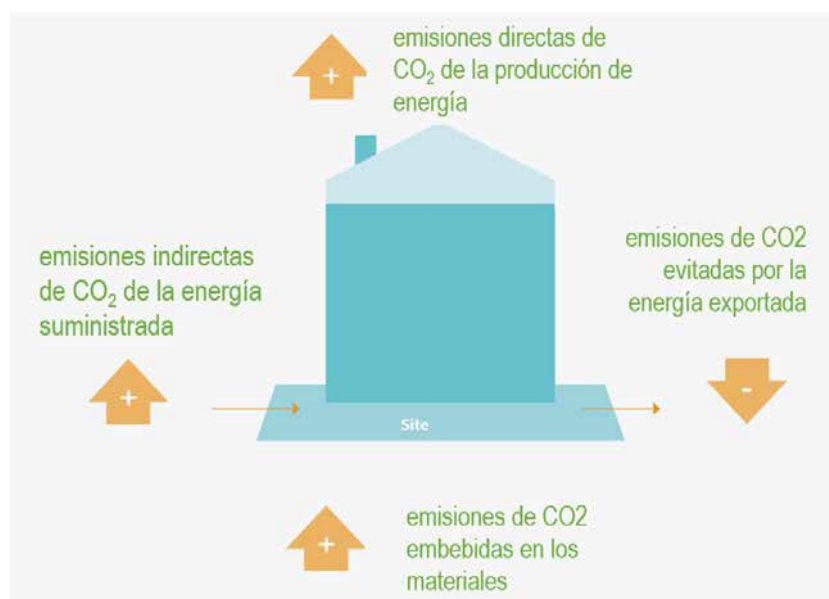 +
emisiones directas de
CO₂ de la producción de
energía
emisiones indirectas
de CO₂ de la energía
suministrada
+
emisiones de CO2
evitadas por la
energía exportada
-
Site
+
emisiones de CO2
embebidas en los
materiales